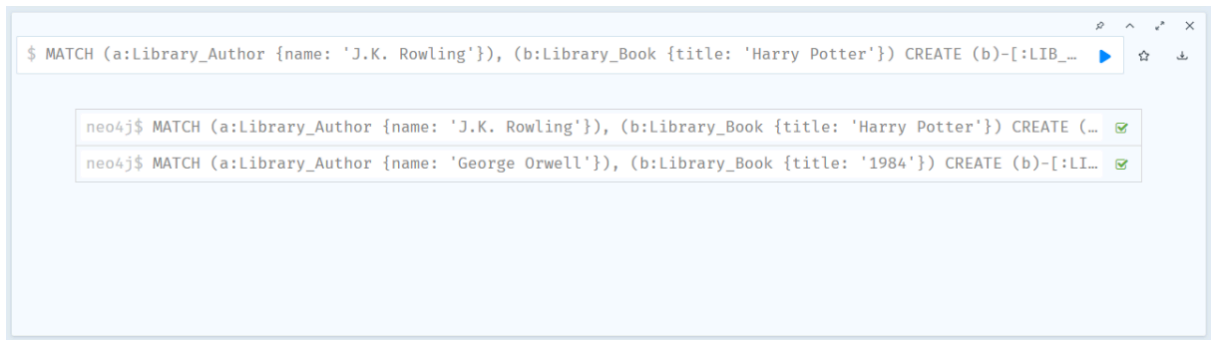 $ MATCH (a:Library_Author {name: 'J.K. Rowling'}), (b:Library_Book {title: 'Harry Potter'}) CREATE (b)-[:LIB_…
neo4j$ MATCH (a:Library_Author {name: 'J.K. Rowling'}), (b:Library_Book {title: 'Harry Potter'}) CREATE (…
neo4j$ MATCH (a:Library_Author {name: 'George Orwell'}), (b:Library_Book {title: '1984'}) CREATE (b)-[:LI…